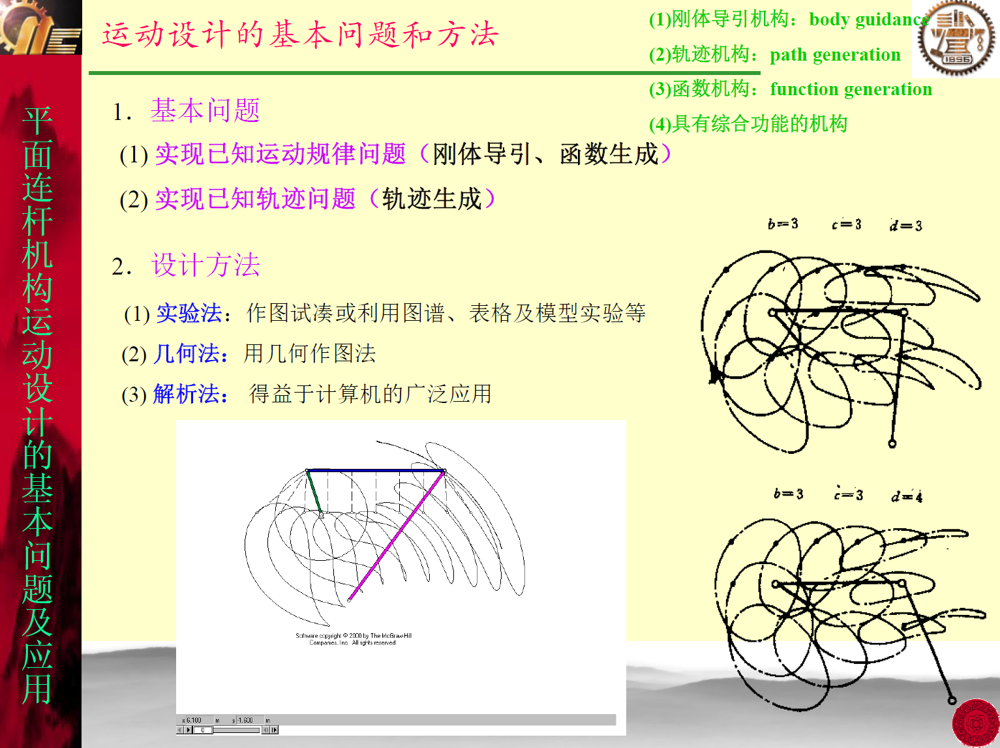 运动设计的基本问题和方法
(1)刚体导引机构：body guidance
(2)轨迹机构：path generation
(3)函数机构：function generation
(4)具有综合功能的机构
1896
平面连杆机构运动设计的基本问题及应用
1．基本问题
(1) 实现已知运动规律问题（刚体导引、函数生成）
(2) 实现已知轨迹问题（轨迹生成）
2．设计方法
(1) 实验法：作图试凑或利用图谱、表格及模型实验等
(2) 几何法：用几何作图法
(3) 解析法： 得益于计算机的广泛应用
b=3 c=3 d=3
b=3 c=3 d=4
Software copyright © 2000 by The McGraw-Hill
Companies, Inc. All rights reserved.
x 6.100 m y -1.600 m
0